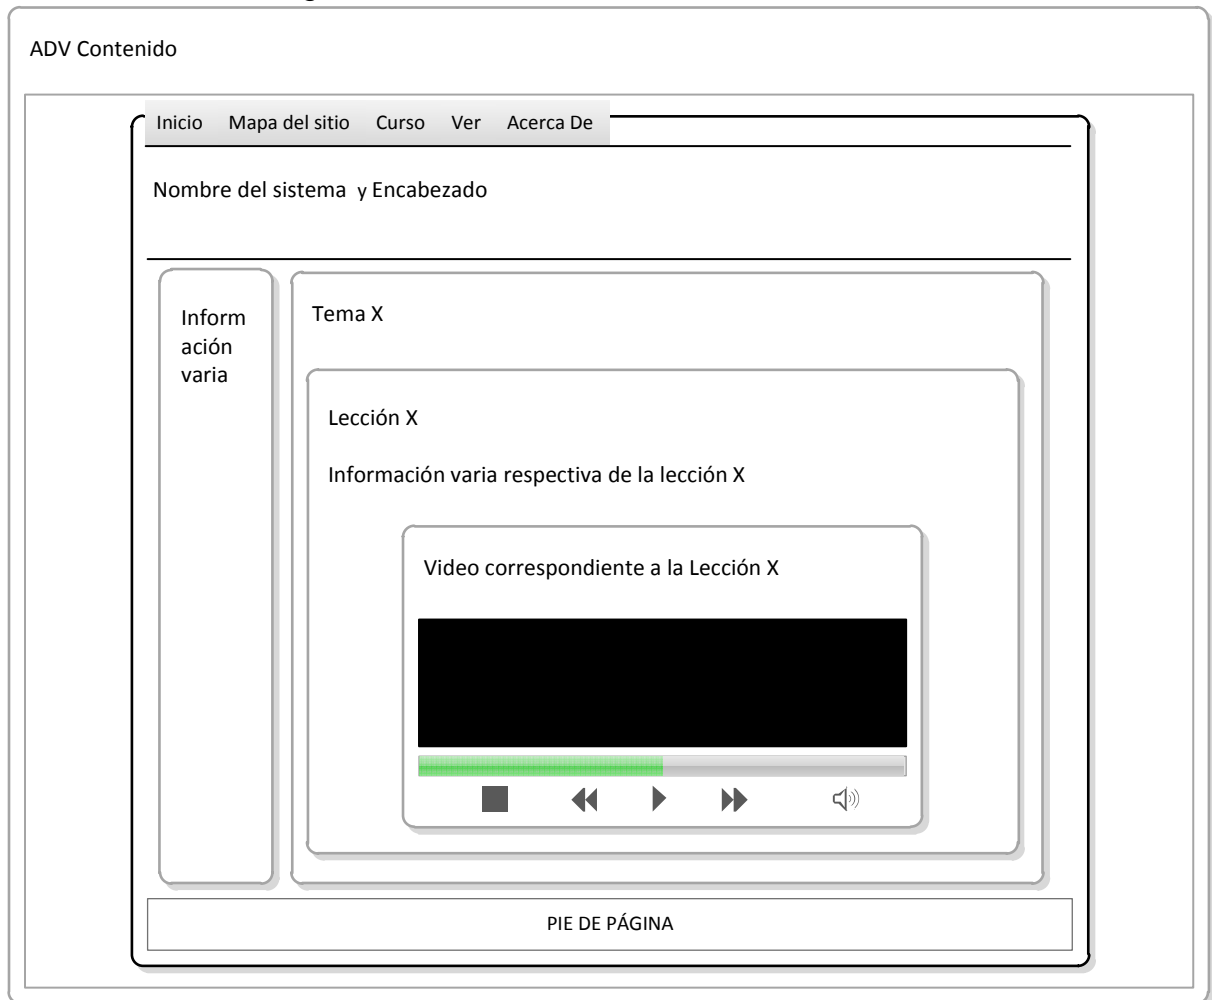 ADV Contenido
Inicio Mapa del sitio Curso Ver Acerca De
Nombre del sistema y Encabezado
Inform
ación
varia
Tema X
Lección X
Información varia respectiva de la lección X
Video correspondiente a la Lección X
PIE DE PÁGINA